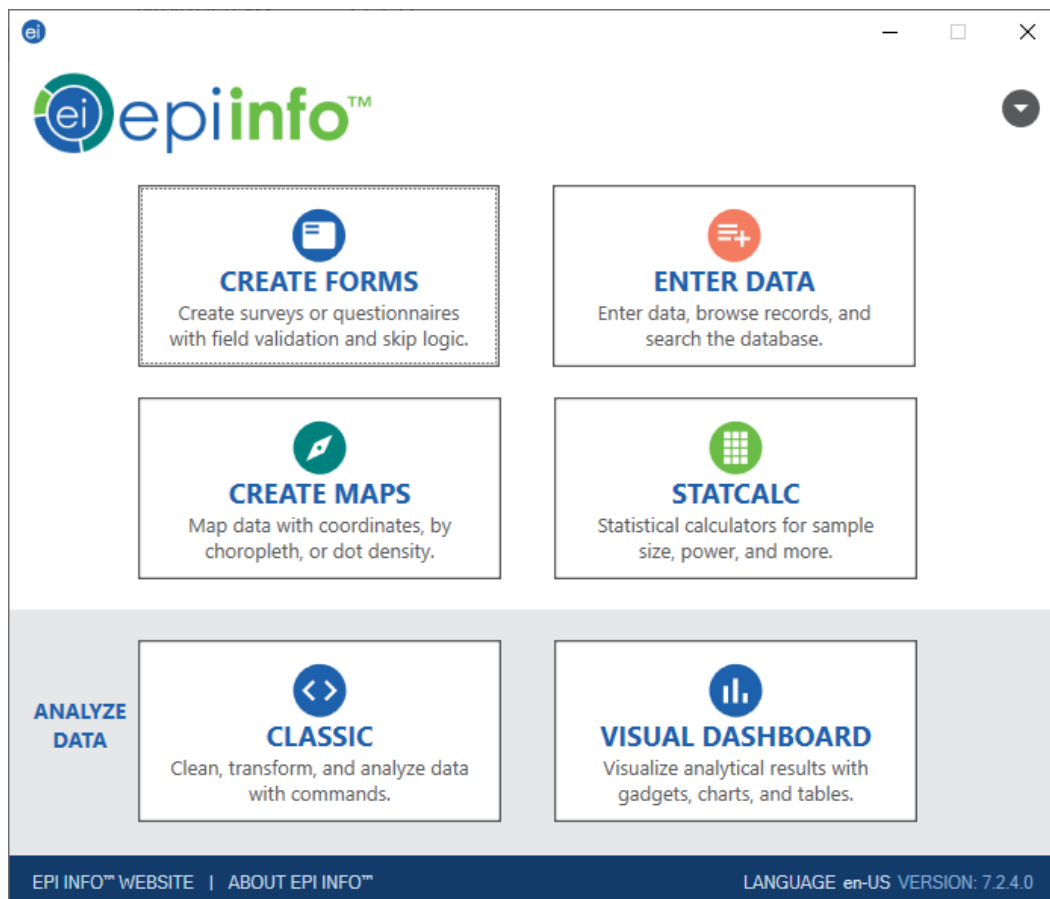 ei
ei epiinfo™
CREATE FORMS
Create surveys or questionnaires
with field validation and skip logic.
ENTER DATA
Enter data, browse records, and
search the database.
CREATE MAPS
Map data with coordinates, by
choropleth, or dot density.
STATCALC
Statistical calculators for sample
size, power, and more.
ANALYZE
DATA
CLASSIC
Clean, transform, and analyze data
with commands.
VISUAL DASHBOARD
Visualize analytical results with
gadgets, charts, and tables.
EPI INFO™ WEBSITE | ABOUT EPI INFO™
LANGUAGE en-US VERSION: 7.2.4.0